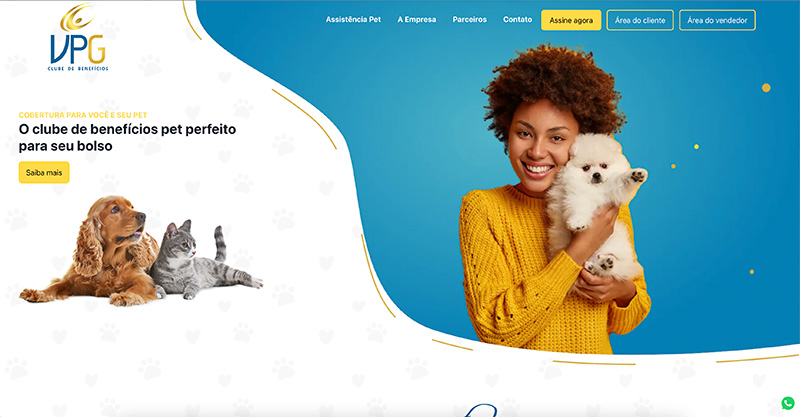 VPG
CLUBE DE BENEFÍCIOS
Assistência Pet
A Empresa
Parceiros
Contato
Assine agora
Área do cliente
Área do vendedor
COBERTURA PARA VOCÊ E SEU PET
O clube de benefícios pet perfeito
para seu bolso
Saiba mais